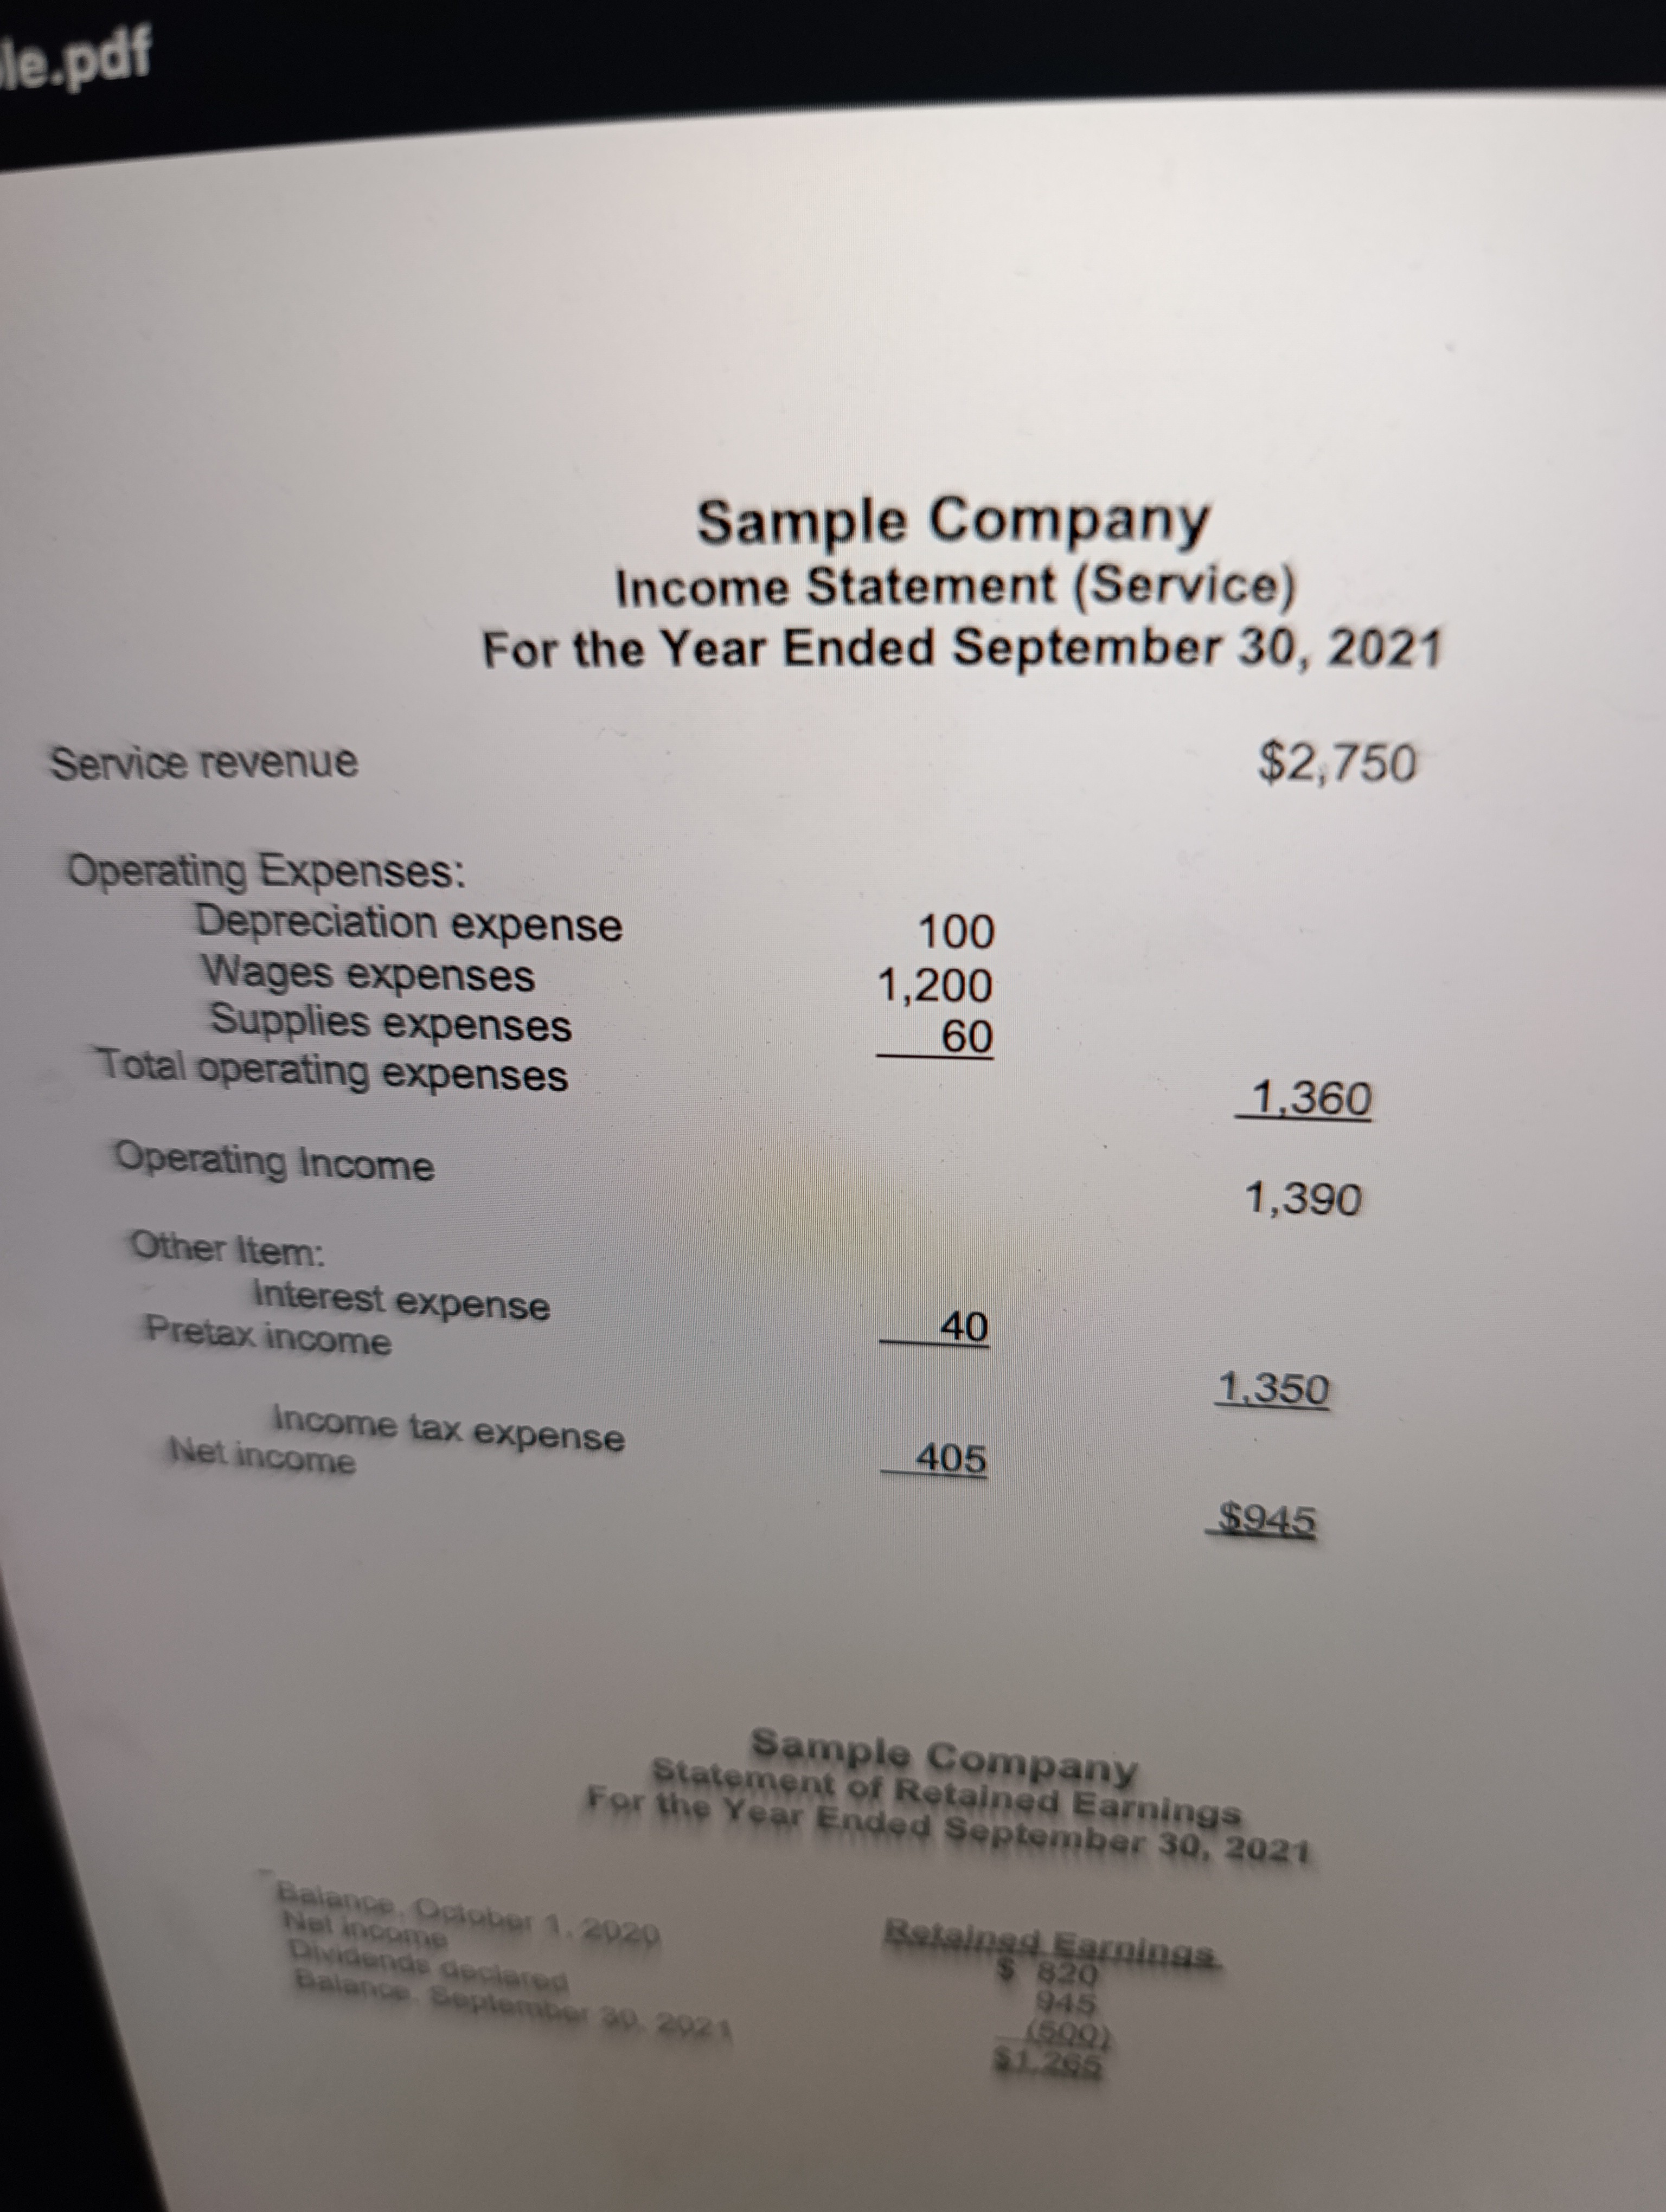 le.pdf
Sample Company
Income Statement (Service)
For the Year Ended September 30, 2021
Service revenue $2,750
Operating Expenses:
Depreciation expense 100
Wages expenses 1,200
Supplies expenses 60
Total operating expenses 1,360
Operating Income 1,390
Other Item:
Interest expense 40
Pretax income 1,350
Income tax expense 405
Net income $945
Sample Company
Statement of Retained Earnings
For the Year Ended September 30, 2021
Retained Earnings
Balance, October 1, 2020 $ 820
Net income 945
Dividends declared (500)
Balance, September 30, 2021 $1,265